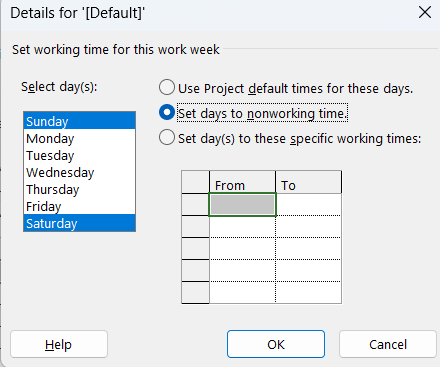 Details for '[Default]'
Set working time for this work week
Select day(s):
Sunday
Monday
Tuesday
Wednesday
Thursday
Friday
Saturday
Use Project default times for these days.
Set days to nonworking time.
Set day(s) to these specific working times:
From To
Help OK Cancel